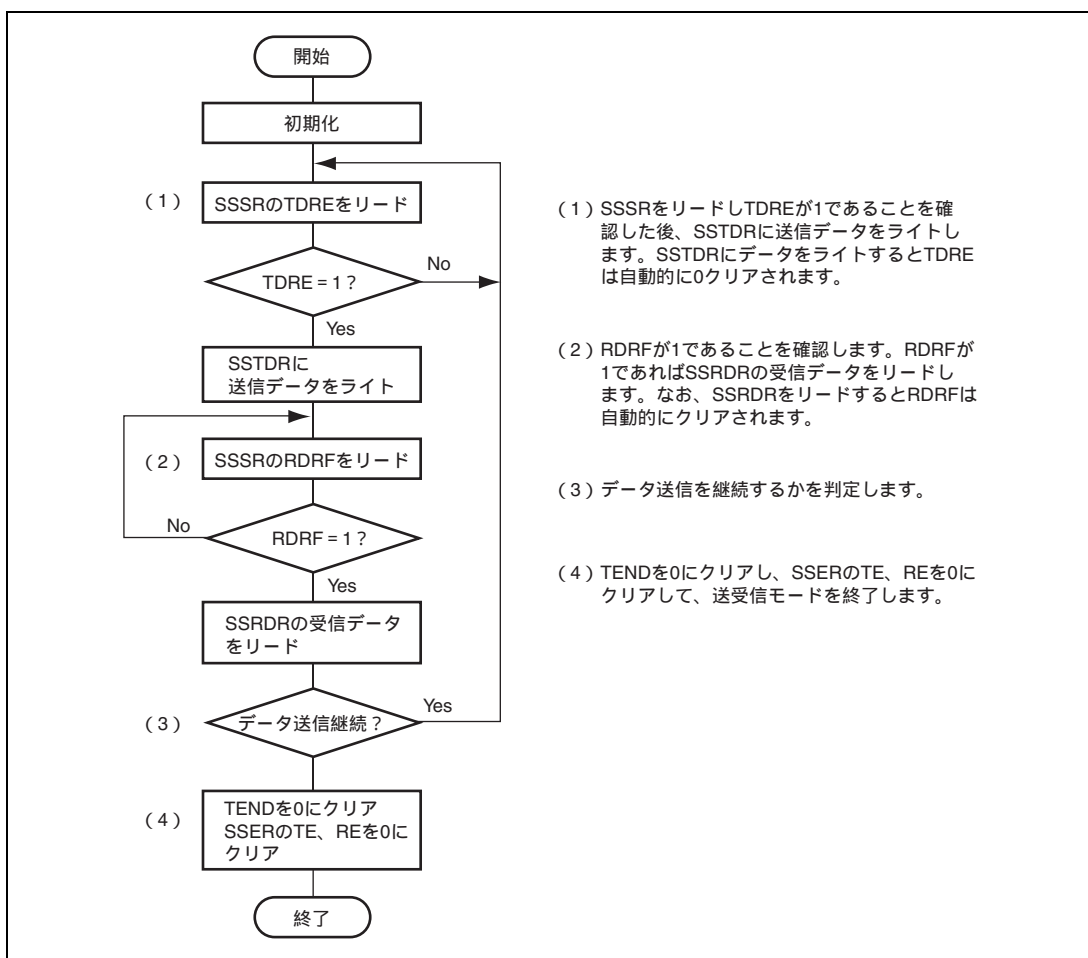 開始
初期化
(1) SSSRのTDREをリード
TDRE = 1?
No
Yes
SSTDRに
送信データをライト
(2) SSSRのRDRFをリード
No
RDRF = 1?
Yes
SSRDRの受信データ
をリード
(3) データ送信継続?
Yes
(4) TENDを0にクリア
SSERのTE、REを0に
クリア
終了
(1) SSSRをリードしTDREが1であることを確
認した後、SSTDRに送信データをライトし
ます。SSTDRにデータをライトするとTDRE
は自動的に0クリアされます。
(2) RDRFが1であることを確認します。RDRFが
1であればSSRDRの受信データをリードし
ます。なお、SSRDRをリードするとRDRFは
自動的にクリアされます。
(3) データ送信を継続するかを判定します。
(4) TENDを0にクリアし、SSERのTE、REを0に
クリアして、送受信モードを終了します。